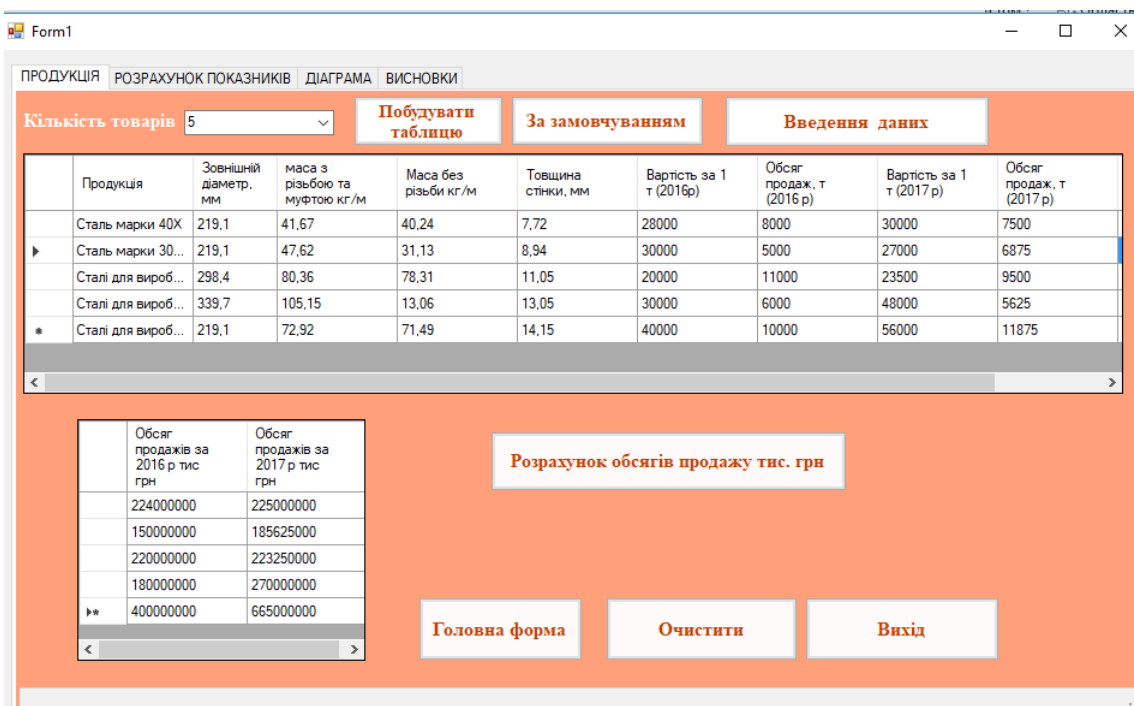 Form1
ПРОДУКЦІЯ РОЗРАХУНОК ПОКАЗНИКІВ ДІАГРАМА ВИСНОВКИ
Кількість товарів 5 Побудувати таблицю За замовчуванням Введення даних
Продукція Зовнішній діаметр, мм маса з різьбою та муфтою кг/м Маса без різьби кг/м Товщина стінки, мм Вартість за 1 т (2016р) Обсяг продаж, т (2016 р) Вартість за 1 т (2017 р) Обсяг продаж, т (2017 р)
Сталь марки 40Х 219,1 41,67 40,24 7,72 28000 8000 30000 7500
Сталь марки 30... 219,1 47,62 31,13 8,94 30000 5000 27000 6875
Сталі для вироб... 298,4 80,36 78,31 11,05 20000 11000 23500 9500
Сталі для вироб... 339,7 105,15 13,06 13,05 30000 6000 48000 5625
Сталі для вироб... 219,1 72,92 71,49 14,15 40000 10000 56000 11875
Обсяг продажів за 2016 р тис грн Обсяг продажів за 2017 р тис грн
224000000 225000000
150000000 185625000
220000000 223250000
180000000 270000000
400000000 665000000
Розрахунок обсягів продажу тис. грн
Головна форма Очистити Вихід